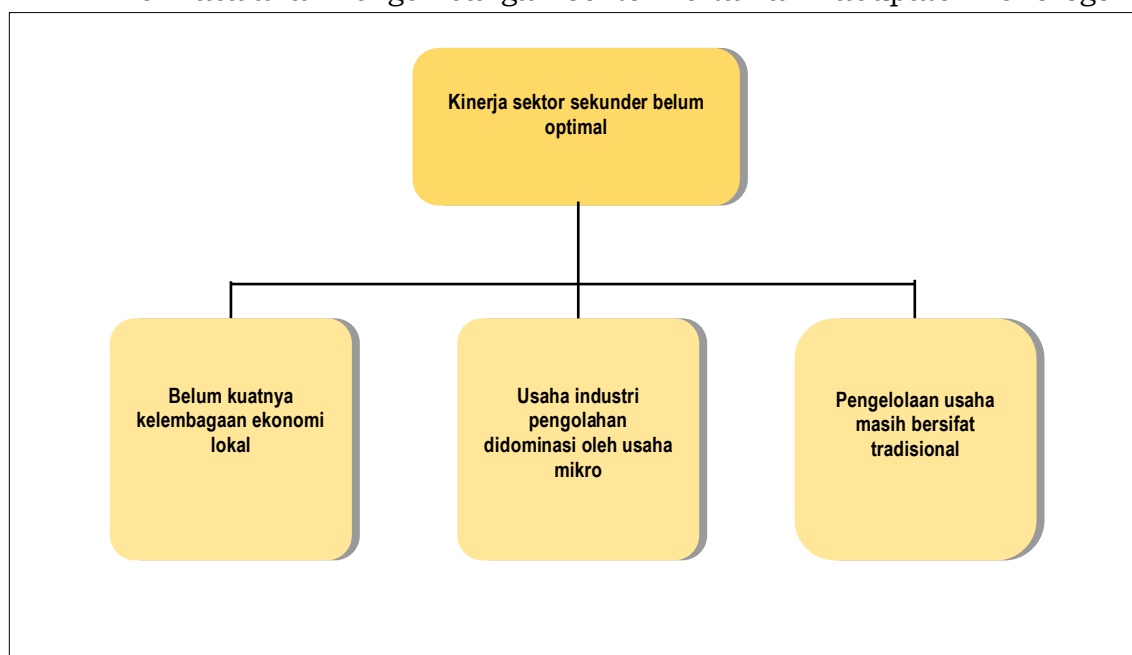 Kinerja sektor sekunder belum
optimal
Belum kuatnya
kelembagaan ekonomi
lokal
Usaha industri
pengolahan
didominasi oleh usaha
mikro
Pengelolaan usaha
masih bersifat
tradisional